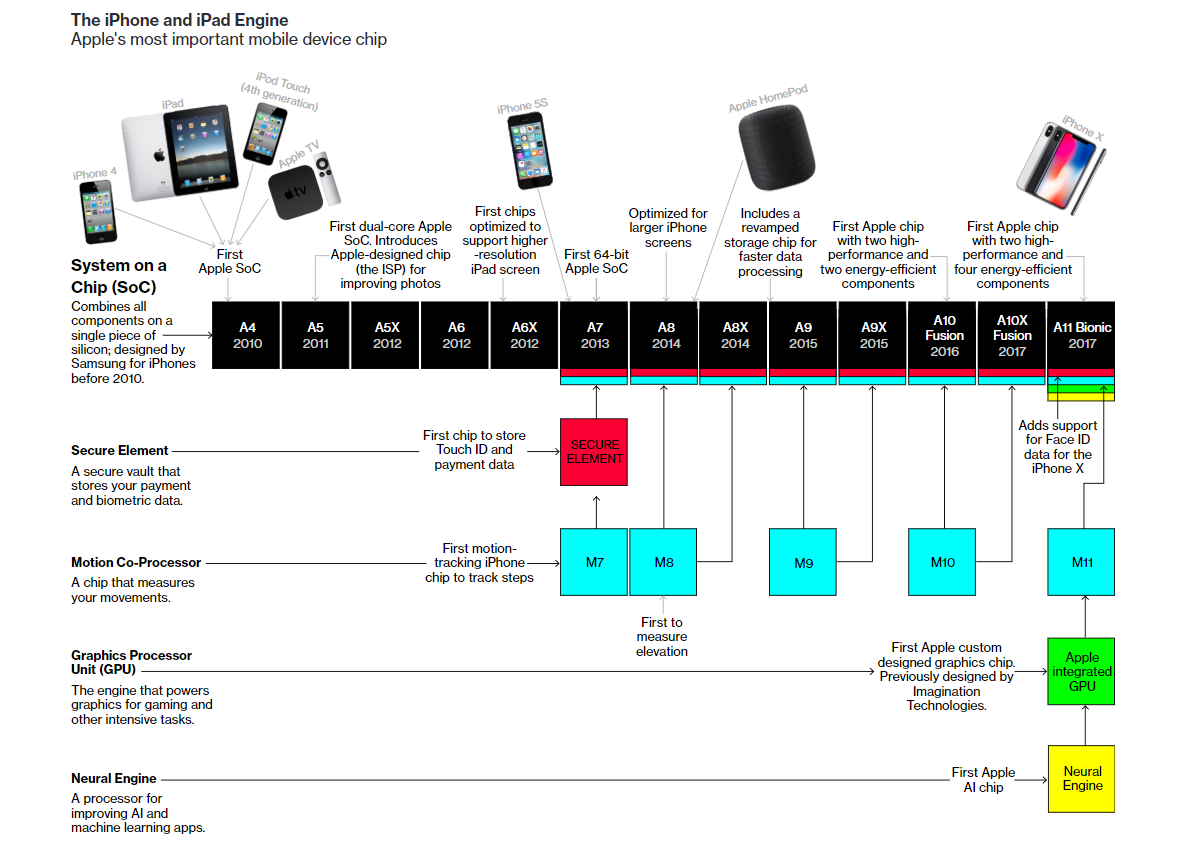 The iPhone and iPad Engine
Apple's most important mobile device chip
iPhone 4
iPad
iPod Touch
(4th generation)
Apple TV
tv
iPhone 5S
Apple HomePod
iPhone X
First
Apple SoC
First dual-core Apple
SoC. Introduces
Apple-designed chip
(the ISP) for
improving photos
First chips
optimized to
support higher
-resolution
iPad screen
First 64-bit
Apple SoC
Optimized for
larger iPhone
screens
Includes a
revamped
storage chip for
faster data
processing
First Apple chip
with two high-
performance and
two energy-efficient
components
First Apple chip
with two high-
performance and
four energy-efficient
components
System on a
Chip (SoC)
Combines all
components on a
single piece of
silicon; designed by
Samsung for iPhones
before 2010.
A4
2010
A5
2011
A5X
2012
A6
2012
A6X
2012
A7
2013
A8
2014
A8X
2014
A9
2015
A9X
2015
A10
Fusion
2016
A10X
Fusion
2017
A11 Bionic
2017
Secure Element
A secure vault that
stores your payment
and biometric data.
First chip to store
Touch ID and
payment data
SECURE
ELEMENT
Adds support
for Face ID
data for the
iPhone X
Motion Co-Processor
A chip that measures
your movements.
First motion-
tracking iPhone
chip to track steps
M7
M8
M9
M10
M11
First to
measure
elevation
Graphics Processor
Unit (GPU)
The engine that powers
graphics for gaming and
other intensive tasks.
First Apple custom
designed graphics chip.
Previously designed by
Imagination
Technologies.
Apple
integrated
GPU
Neural Engine
A processor for
improving AI and
machine learning apps.
First Apple
AI chip
Neural
Engine